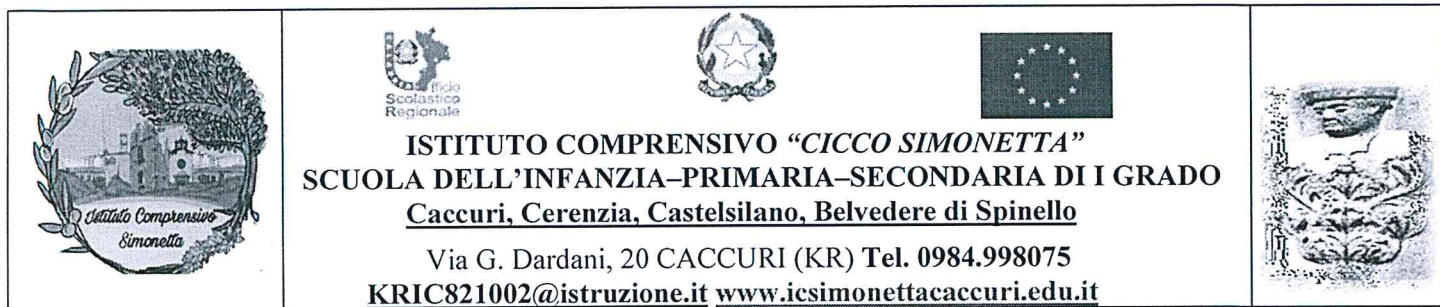 Istituto Comprensivo
Simonetta
Ufficio
Scolastico
Regionale
ISTITUTO COMPRENSIVO “CICCO SIMONETTA”
SCUOLA DELL’INFANZIA–PRIMARIA–SECONDARIA DI I GRADO
Caccuri, Cerenzia, Castelsilano, Belvedere di Spinello
Via G. Dardani, 20 CACCURI (KR) Tel. 0984.998075
KRIC821002@istruzione.it www.icsimonettacaccuri.edu.it